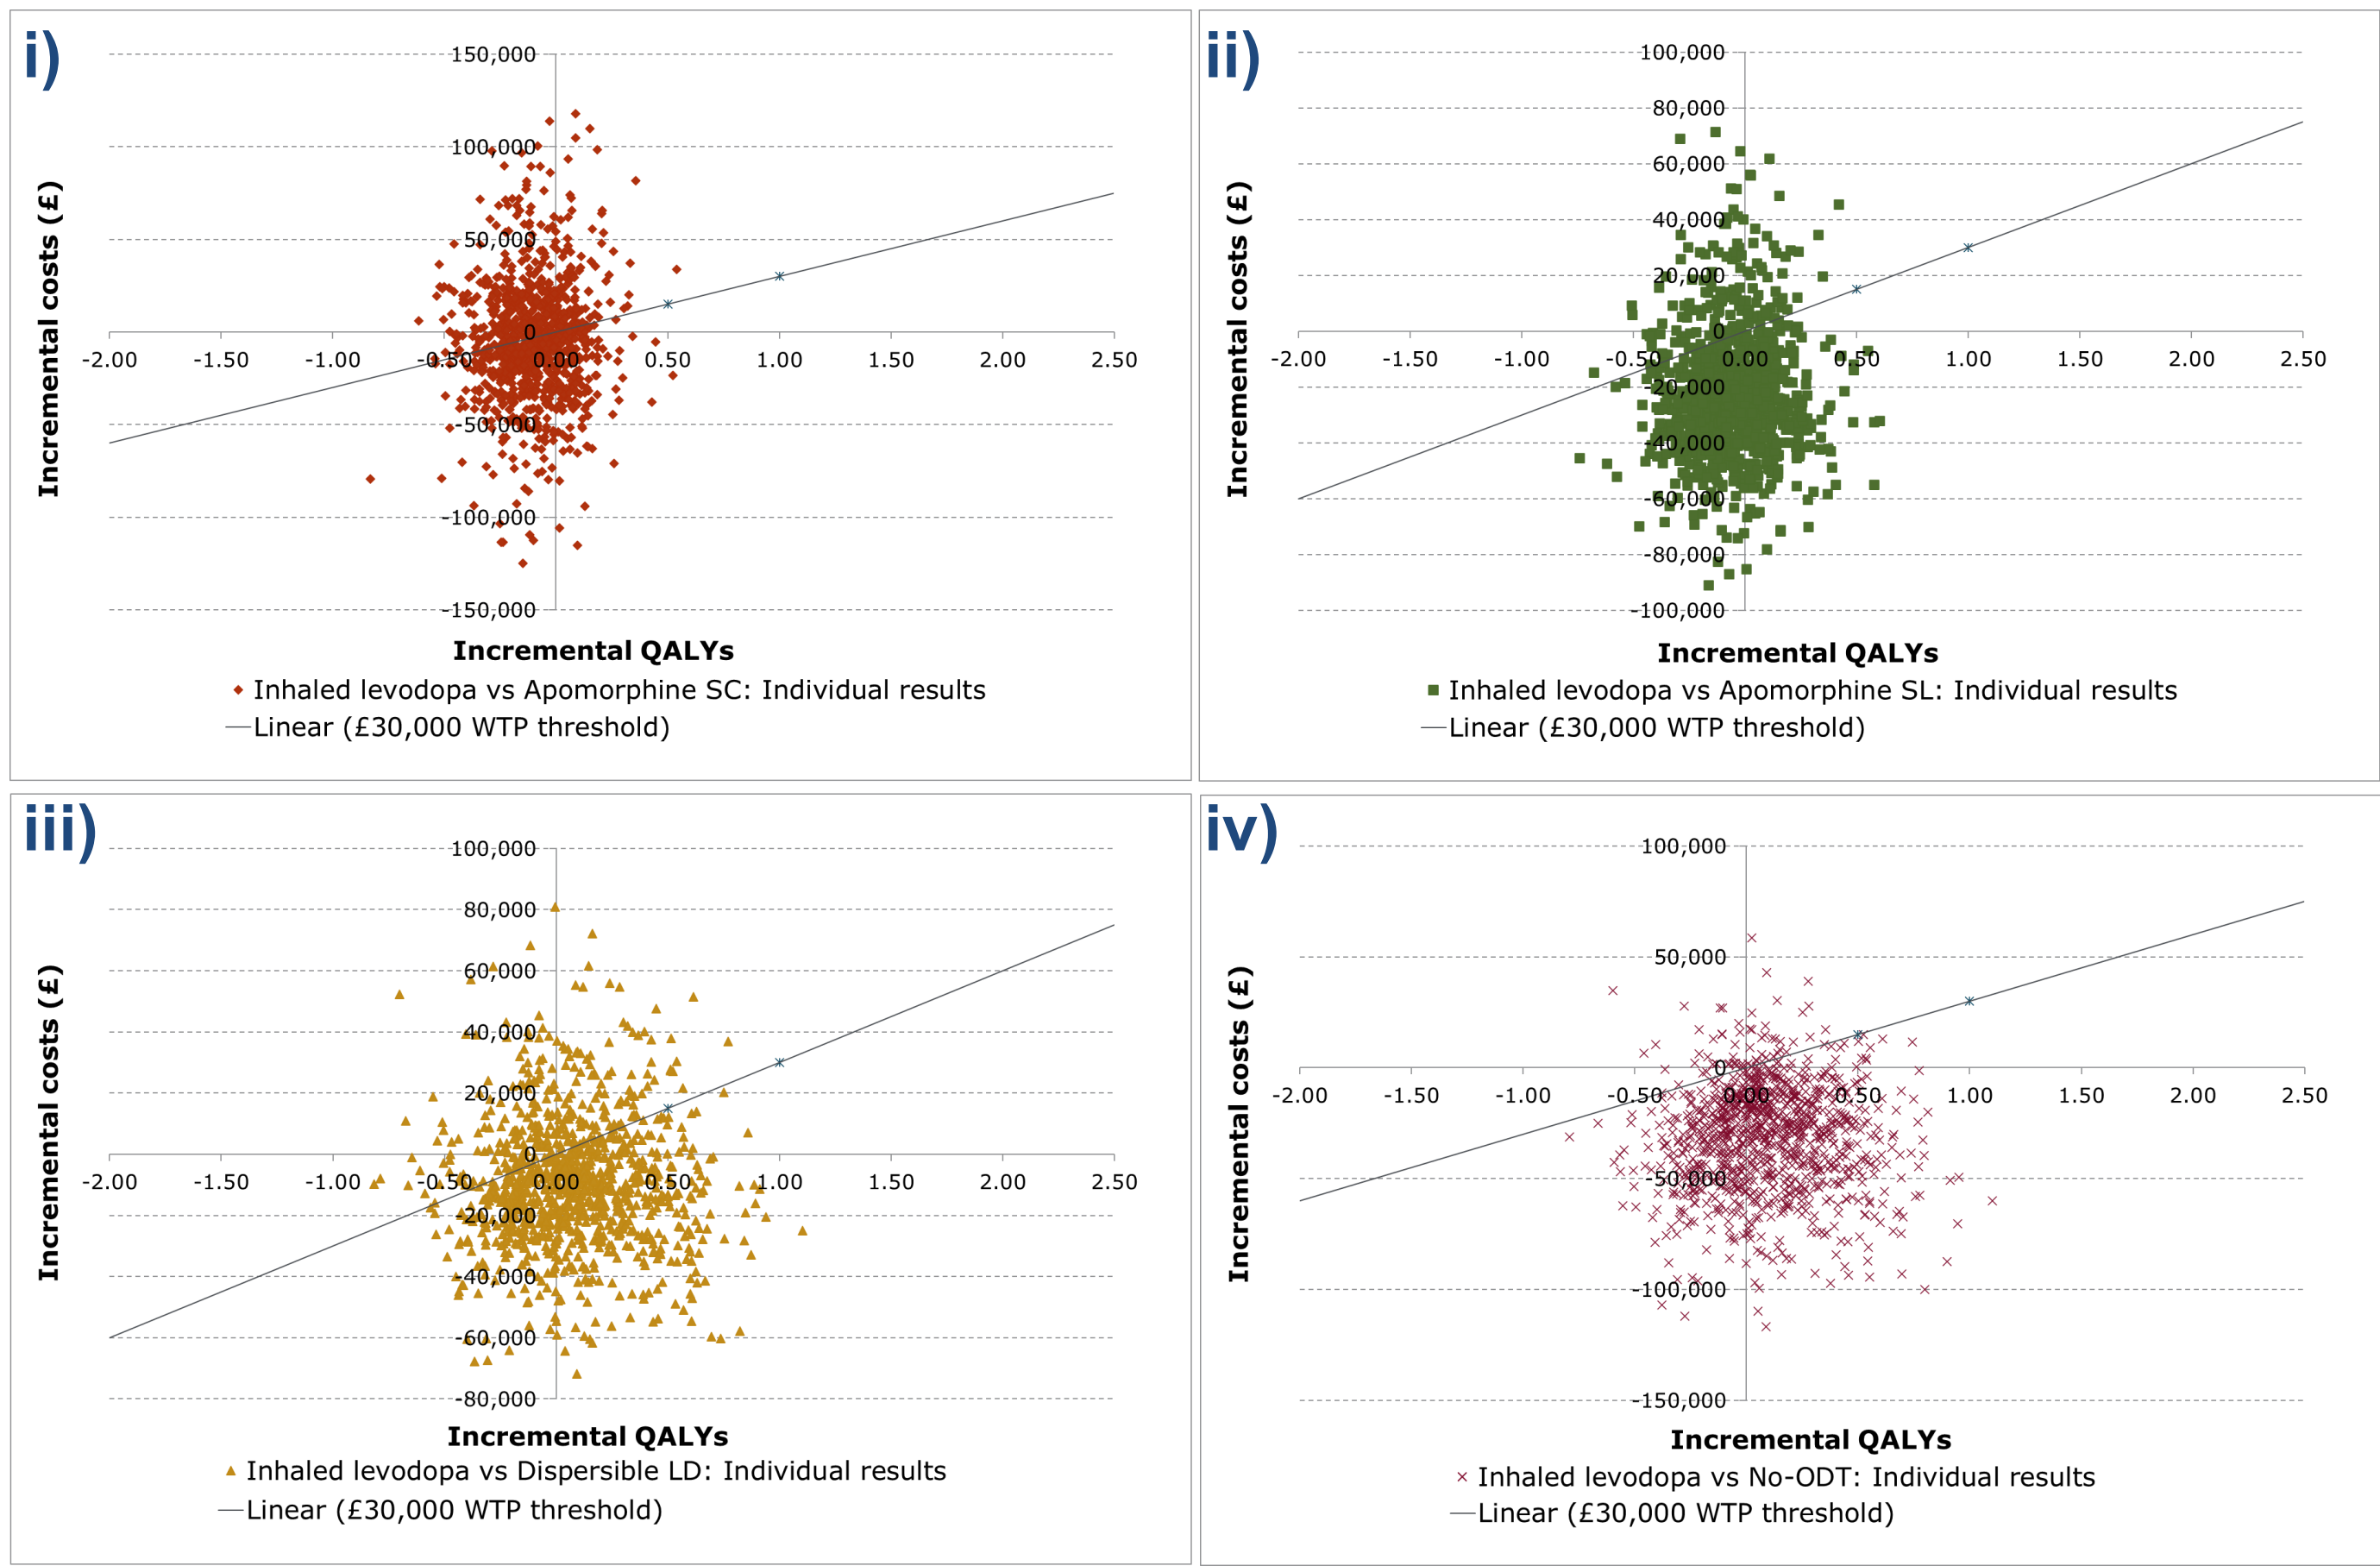 i)
150,000
100,000
50,000
0
-50,000
-100,000
-150,000
-2.00 -1.50 -1.00 -0.50 0.00 0.50 1.00 1.50 2.00 2.50
Incremental costs (£)
Incremental QALYs
Inhaled levodopa vs Apomorphine SC: Individual results
Linear (£30,000 WTP threshold)
ii)
100,000
80,000
60,000
40,000
20,000
0
-20,000
-40,000
-60,000
-80,000
-100,000
-2.00 -1.50 -1.00 -0.50 0.00 0.50 1.00 1.50 2.00 2.50
Incremental costs (£)
Incremental QALYs
Inhaled levodopa vs Apomorphine SL: Individual results
Linear (£30,000 WTP threshold)
iii)
100,000
80,000
60,000
40,000
20,000
0
-20,000
-40,000
-60,000
-80,000
-2.00 -1.50 -1.00 -0.50 0.00 0.50 1.00 1.50 2.00 2.50
Incremental costs (£)
Incremental QALYs
Inhaled levodopa vs Dispersible LD: Individual results
Linear (£30,000 WTP threshold)
iv)
100,000
50,000
0
-50,000
-100,000
-150,000
-2.00 -1.50 -1.00 -0.50 0.00 0.50 1.00 1.50 2.00 2.50
Incremental costs (£)
Incremental QALYs
Inhaled levodopa vs No-ODT: Individual results
Linear (£30,000 WTP threshold)